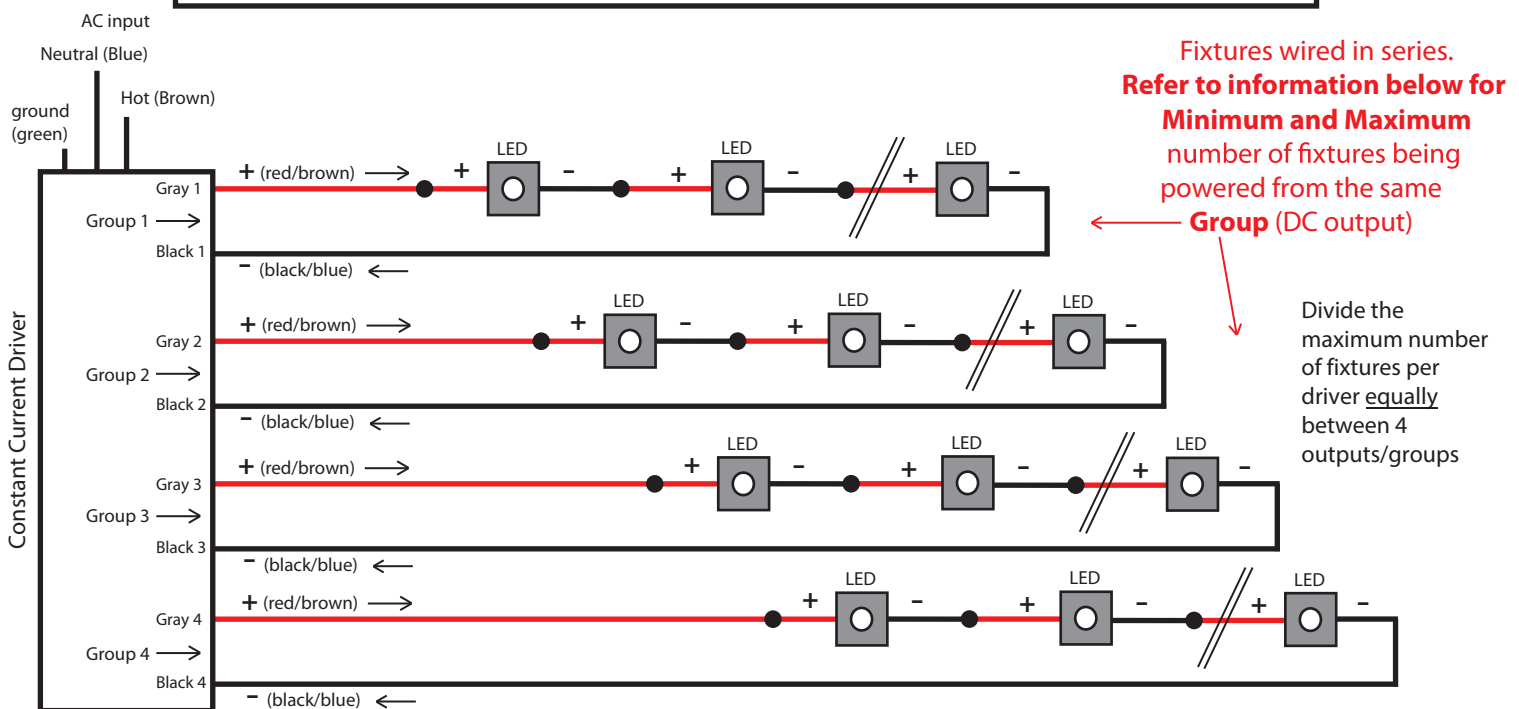 AC input
Neutral (Blue)
Hot (Brown)
ground
(green)
Fixtures wired in series.
Refer to information below for
Minimum and Maximum
number of fixtures being
powered from the same
Group (DC output)
Divide the
maximum number
of fixtures per
driver equally
between 4
outputs/groups
Constant Current Driver
Gray 1
+ (red/brown)
+ LED -
+ LED -
+ LED -
Group 1
Black 1
- (black/blue)
Gray 2
+ (red/brown)
+ LED -
+ LED -
+ LED -
Group 2
Black 2
- (black/blue)
Gray 3
+ (red/brown)
+ LED -
+ LED -
+ LED -
Group 3
Black 3
- (black/blue)
Gray 4
+ (red/brown)
+ LED -
+ LED -
+ LED -
Group 4
Black 4
- (black/blue)